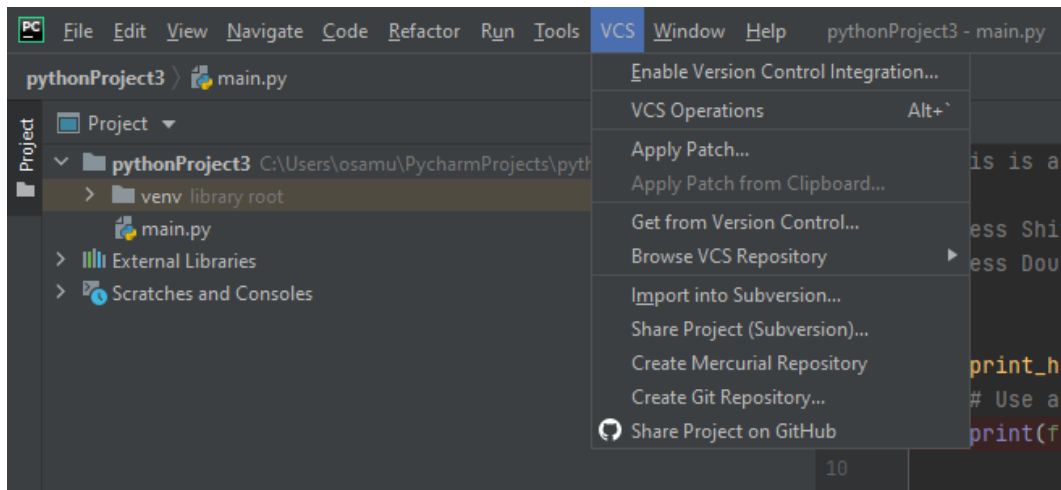 PC File Edit View Navigate Code Refactor Run Tools VCS Window Help pythonProject3 - main.py
pythonProject3 main.py
Enable Version Control Integration...
Project
Project
VCS Operations Alt+`
pythonProject3 C:\Users\osamu\PycharmProjects\pyth
Apply Patch...
is is a
venv library root
Apply Patch from Clipboard...
main.py
Get from Version Control...
ess Shi
External Libraries
Browse VCS Repository
ess Dou
Scratches and Consoles
Import into Subversion...
Share Project (Subversion)...
Create Mercurial Repository
print_h
Create Git Repository...
# Use a
Share Project on GitHub
print(f
10